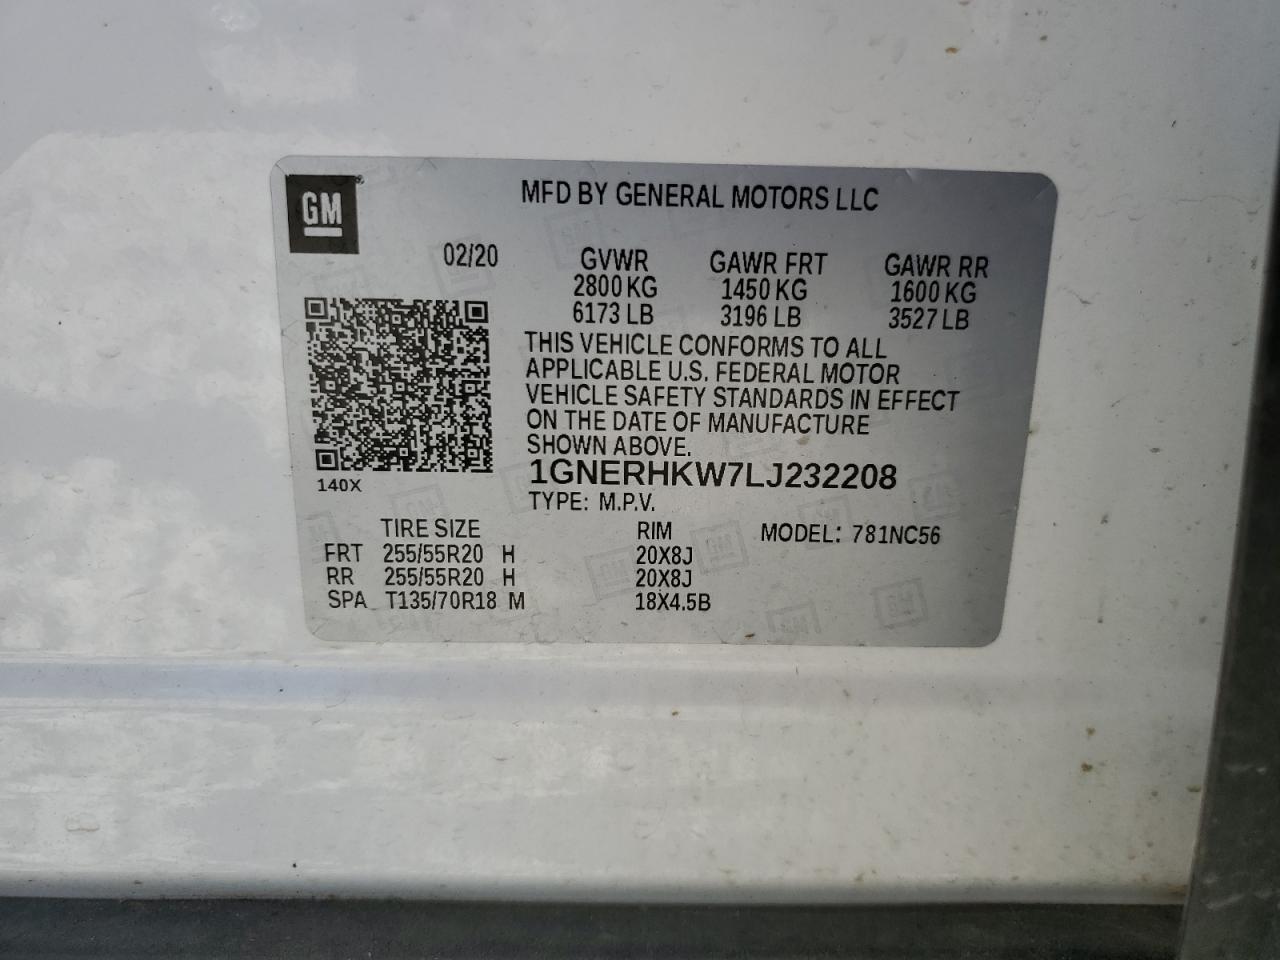 GM
MFD BY GENERAL MOTORS LLC
02/20 GVWR GAWR FRT GAWR RR
2800 KG 1450 KG 1600 KG
6173 LB 3196 LB 3527 LB
THIS VEHICLE CONFORMS TO ALL
APPLICABLE U.S. FEDERAL MOTOR
VEHICLE SAFETY STANDARDS IN EFFECT
ON THE DATE OF MANUFACTURE
SHOWN ABOVE.
1GNERHKW7LJ232208
140X
TYPE: M.P.V.
TIRE SIZE RIM MODEL: 781NC56
FRT 255/55R20 H 20X8J
RR 255/55R20 H 20X8J
SPA T135/70R18 M 18X4.5B